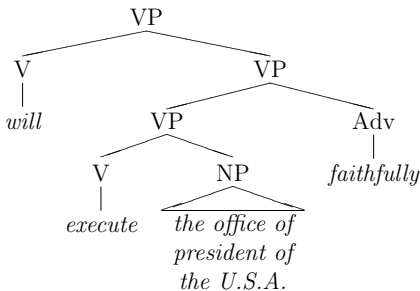 VP
V VP
will VP Adv
V NP faithfully
execute the office of
president of
the U.S.A.